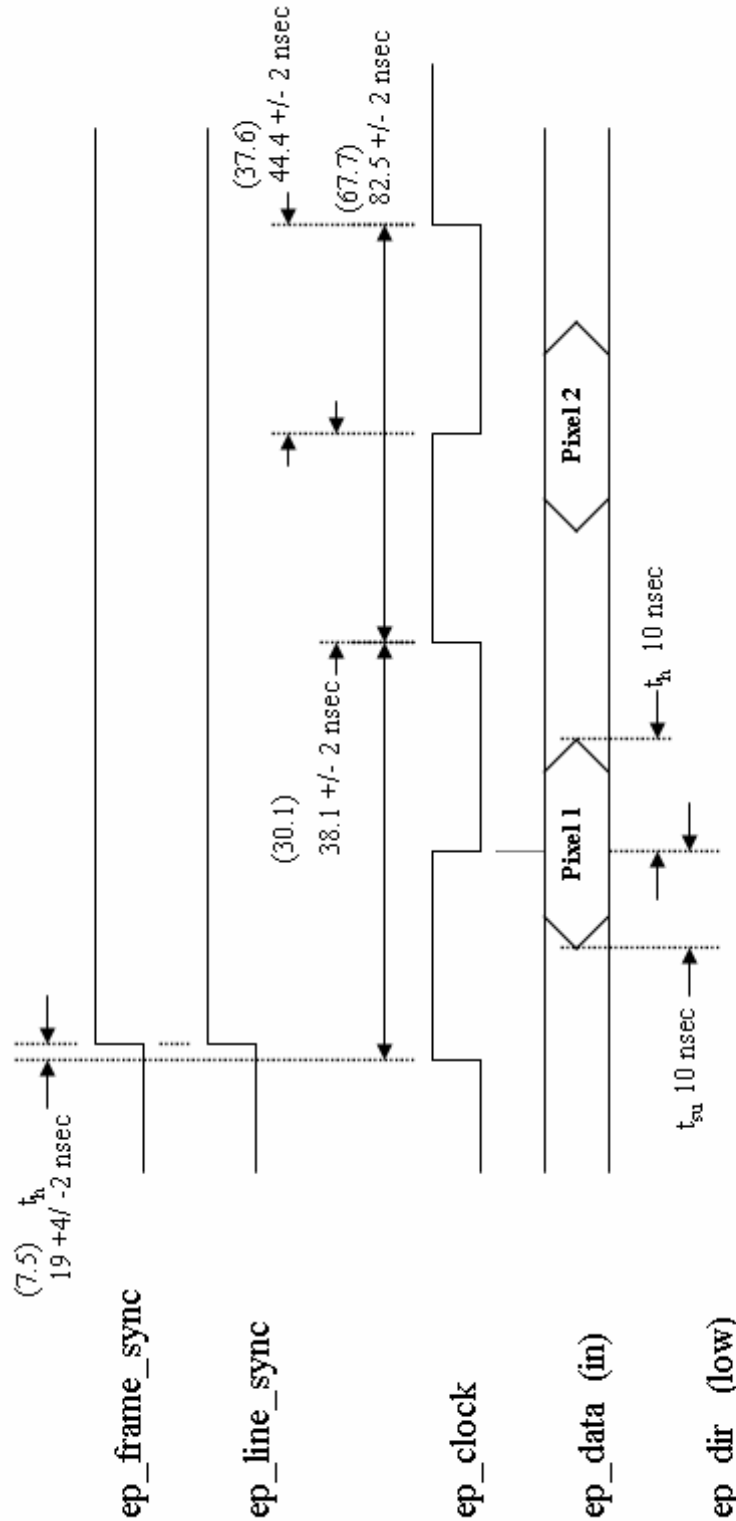 (7.5) t_h
19 +4/ -2 nsec
ep_frame_sync
ep_line_sync
(37.6)
44.4 +/- 2 nsec
(67.7)
82.5 +/- 2 nsec
(30.1)
38.1 +/- 2 nsec
ep_clock
ep_data (in)
Pixel 1
Pixel 2
t_h 10 nsec
t_su 10 nsec
ep_dir (low)